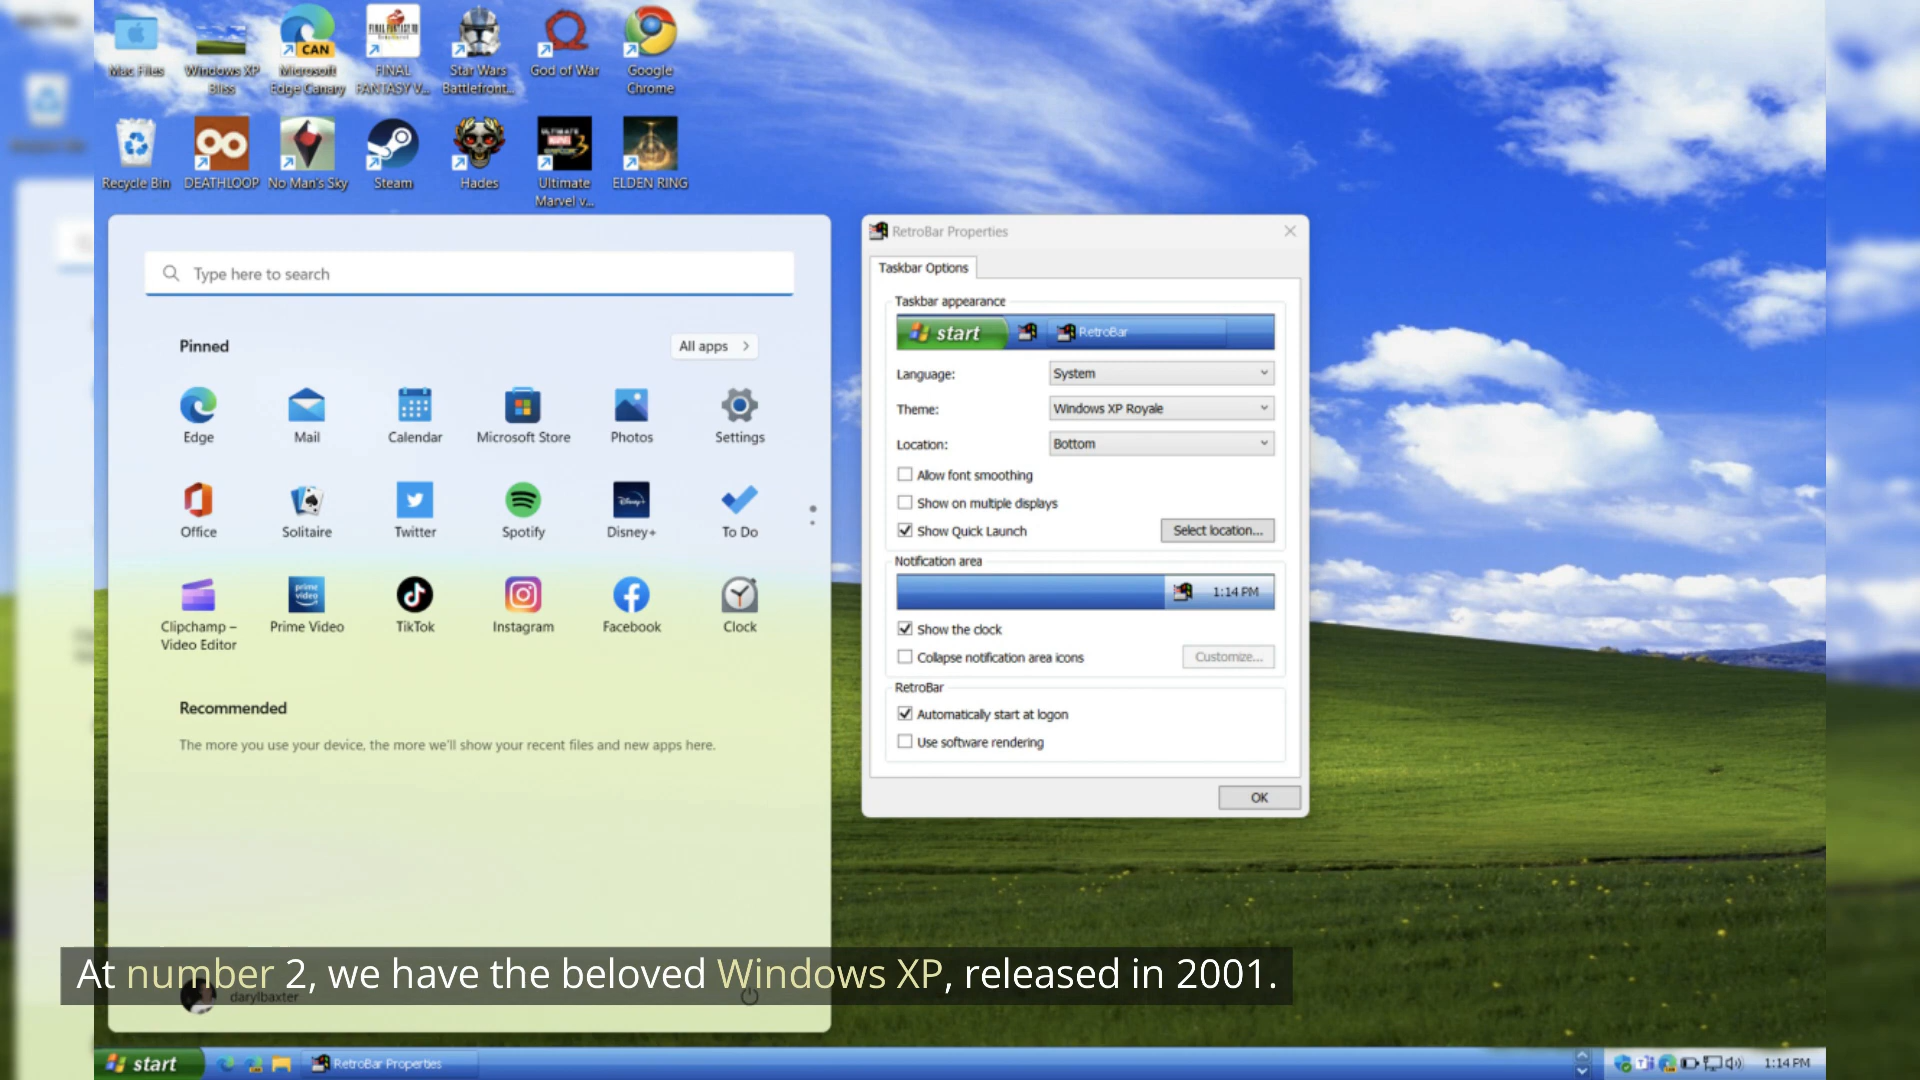 Mac Files
Windows XP Bliss
Microsoft Edge Canary
CAN
FINAL FANTASY V...
Star Wars Battlefront...
God of War
Google Chrome
Recycle Bin
DEATHLOOP
No Man's Sky
Steam
Hades
Ultimate Marvel v...
ELDEN RING
Type here to search
Pinned
All apps
Edge
Mail
Calendar
Microsoft Store
Photos
Settings
Office
Solitaire
Twitter
Spotify
Disney+
Disney+
To Do
prime video
Clipchamp –
Video Editor
Prime Video
TikTok
Instagram
Facebook
Clock
Recommended
The more you use your device, the more we'll show your recent files and new apps here.
darylbaxter
RetroBar Properties
Taskbar Options
Taskbar appearance
start
RetroBar
Language:
System
Theme:
Windows XP Royale
Location:
Bottom
Allow font smoothing
Show on multiple displays
Show Quick Launch
Select location...
Notification area
1:14 PM
Show the clock
Collapse notification area icons
Customize...
RetroBar
Automatically start at logon
Use software rendering
OK
At number 2, we have the beloved Windows XP, released in 2001.
start
RetroBar Properties
1:14 PM